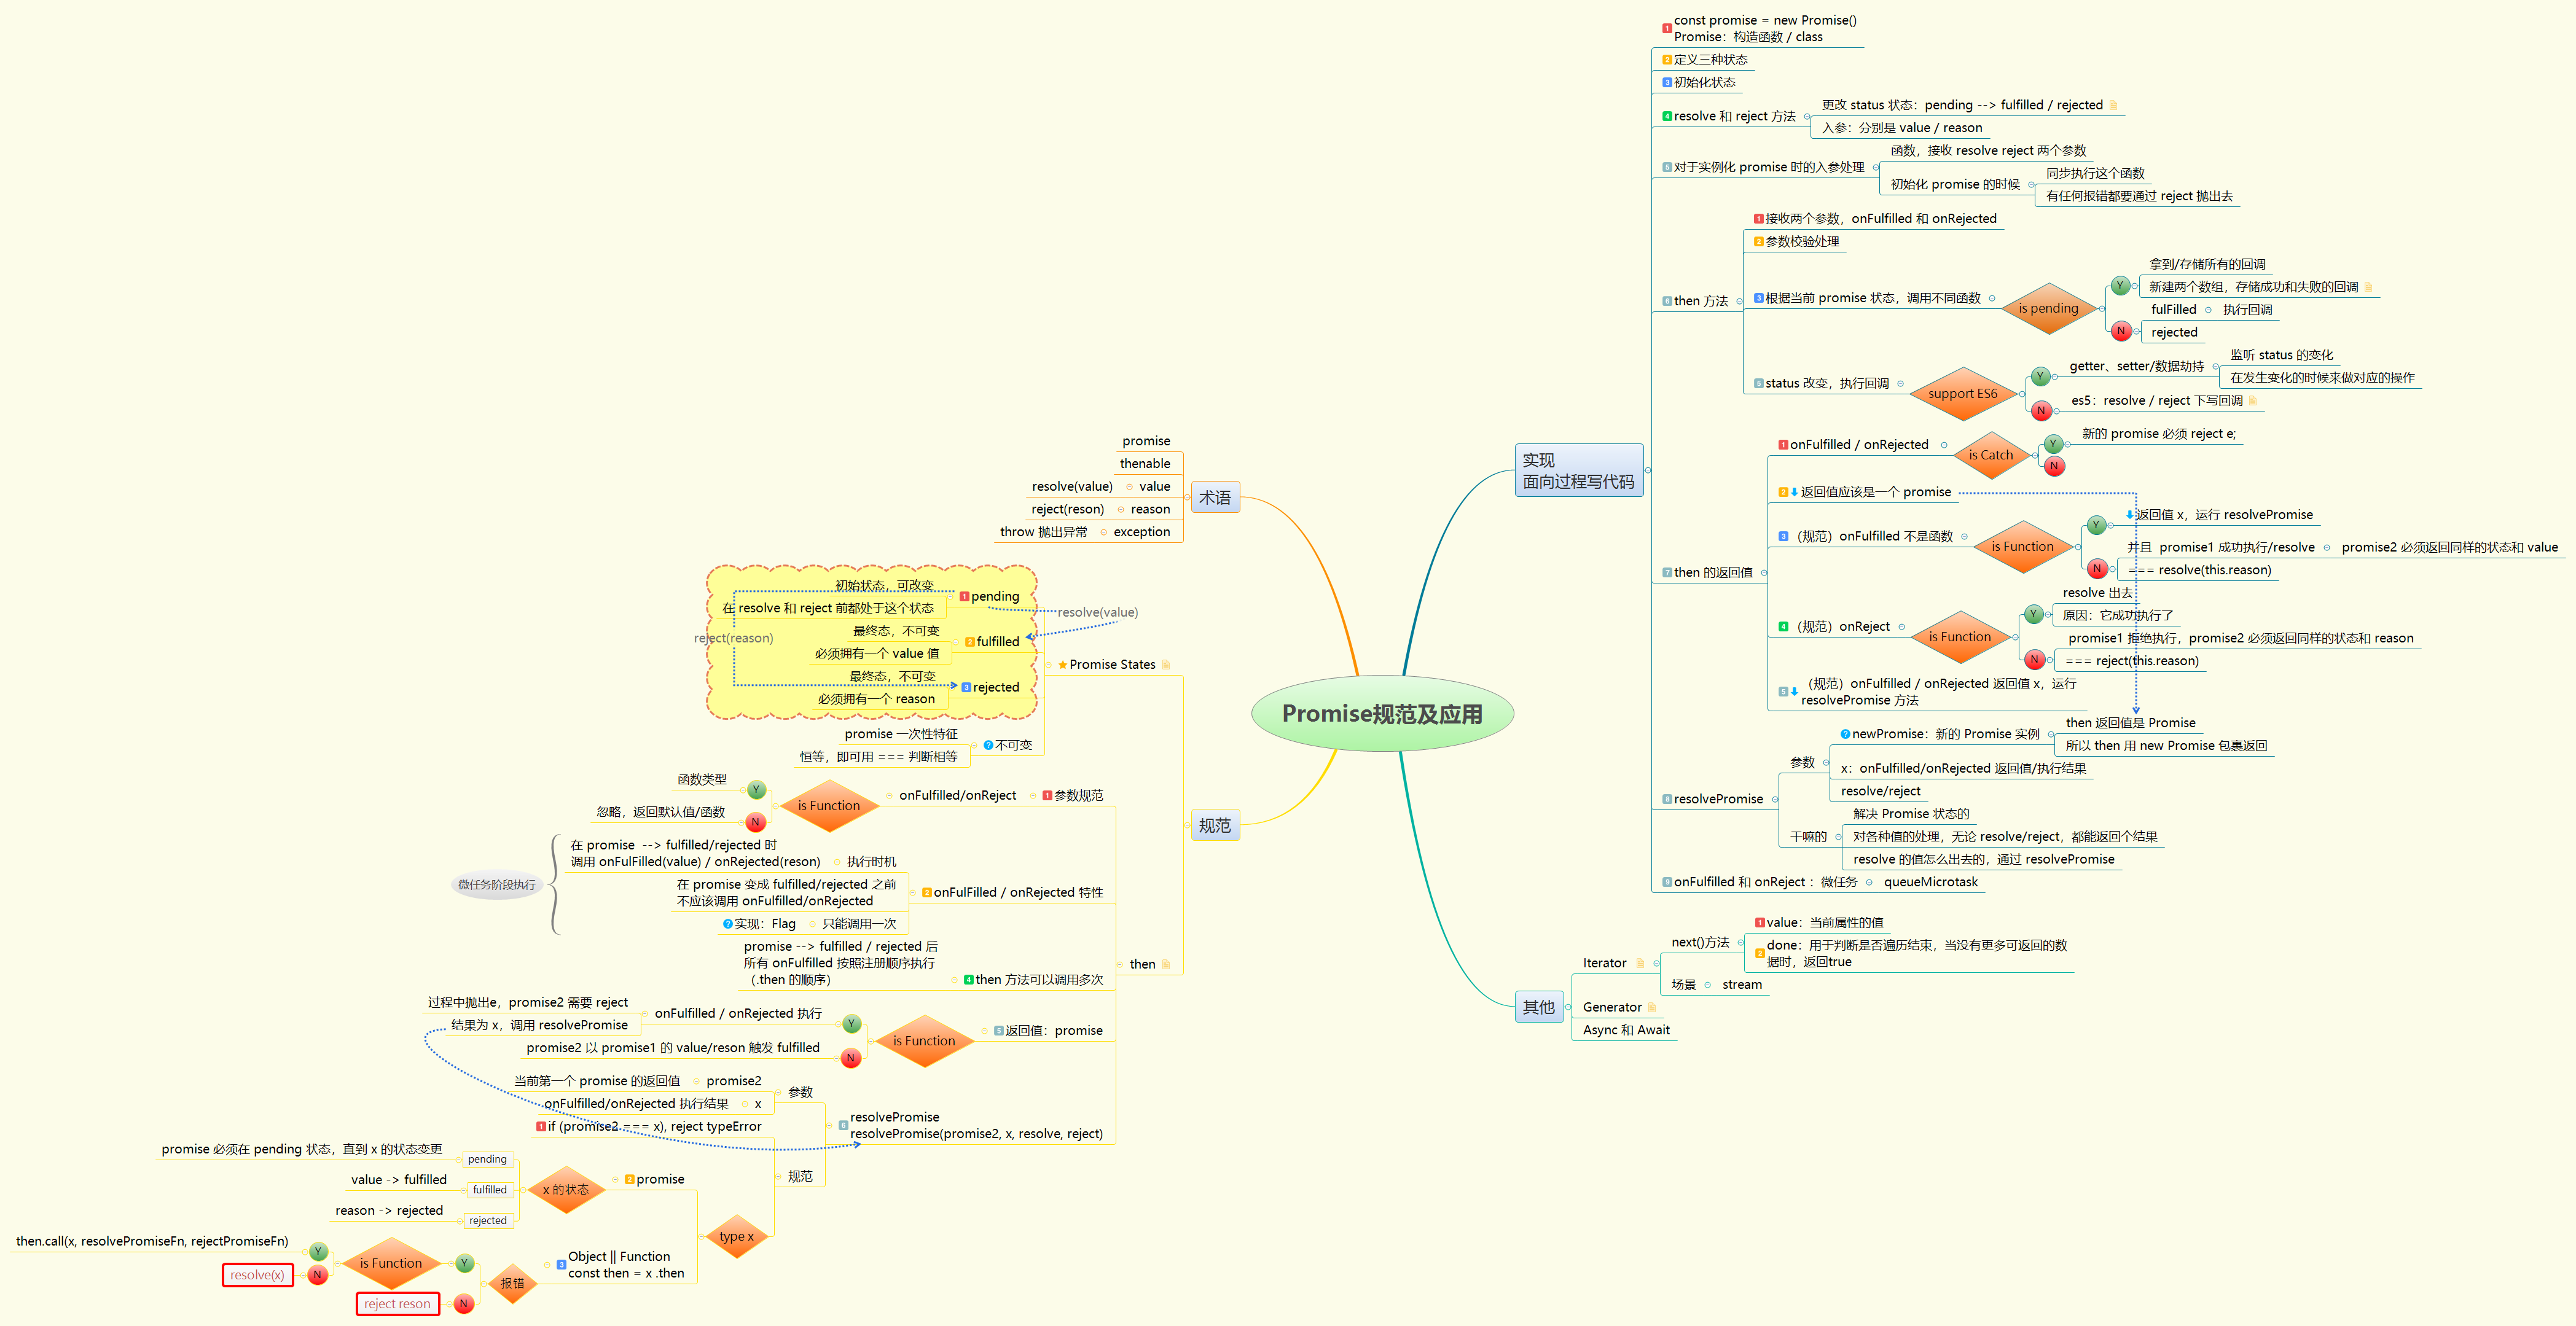 Promise规范及应用
术语
promise
thenable
value
resolve(value)
reason
reject(reson)
exception
throw 抛出异常
规范
Promise States
pending
初始状态，可改变
在 resolve 和 reject 前都处于这个状态
resolve(value)
reject(reason)
fulfilled
最终态，不可变
必须拥有一个 value 值
rejected
最终态，不可变
必须拥有一个 reason
不可变
promise 一次性特征
恒等，即可用 === 判断相等
then
参数规范
onFulfilled/onReject
is Function
Y
函数类型
N
忽略，返回默认值/函数
onFulFilled / onRejected 特性
执行时机
在 promise --> fulfilled/rejected 时
调用 onFulFilled(value) / onRejected(reson)
在 promise 变成 fulfilled/rejected 之前
不应该调用 onFulfilled/onRejected
只能调用一次
实现：Flag
微任务阶段执行
then 方法可以调用多次
promise --> fulfilled / rejected 后
所有 onFulfilled 按照注册顺序执行
（.then 的顺序）
返回值：promise
is Function
Y
onFulfilled / onRejected 执行
过程中抛出e，promise2 需要 reject
结果为 x，调用 resolvePromise
N
promise2 以 promise1 的 value/reson 触发 fulfilled
resolvePromise
resolvePromise(promise2, x, resolve, reject)
参数
promise2
当前第一个 promise 的返回值
x
onFulfilled/onRejected 执行结果
规范
if (promise2 === x), reject typeError
type x
promise
x 的状态
pending
promise 必须在 pending 状态，直到 x 的状态变更
fulfilled
value -> fulfilled
rejected
reason -> rejected
Object || Function
const then = x .then
报错
Y
is Function
Y
then.call(x, resolvePromiseFn, rejectPromiseFn)
N
resolve(x)
N
reject reson
实现
面向过程写代码
const promise = new Promise()
Promise：构造函数 / class
定义三种状态
初始化状态
resolve 和 reject 方法
更改 status 状态：pending --> fulfilled / rejected
入参：分别是 value / reason
对于实例化 promise 时的入参处理
函数，接收 resolve reject 两个参数
初始化 promise 的时候
同步执行这个函数
有任何报错都要通过 reject 抛出去
then 方法
接收两个参数，onFulfilled 和 onRejected
参数校验处理
根据当前 promise 状态，调用不同函数
is pending
Y
拿到/存储所有的回调
新建两个数组，存储成功和失败的回调
N
fulFilled
执行回调
rejected
status 改变，执行回调
support ES6
Y
getter、setter/数据劫持
监听 status 的变化
在发生变化的时候来做对应的操作
N
es5：resolve / reject 下写回调
then 的返回值
onFulfilled / onRejected
is Catch
Y
新的 promise 必须 reject e;
N
返回值应该是一个 promise
（规范）onFulfilled 不是函数
is Function
Y
返回值 x，运行 resolvePromise
N
并且 promise1 成功执行/resolve
promise2 必须返回同样的状态和 value
=== resolve(this.reason)
（规范）onReject
is Function
Y
resolve 出去
原因：它成功执行了
N
promise1 拒绝执行，promise2 必须返回同样的状态和 reason
=== reject(this.reason)
（规范）onFulfilled / onRejected 返回值 x，运行
resolvePromise 方法
resolvePromise
参数
newPromise：新的 Promise 实例
then 返回值是 Promise
所以 then 用 new Promise 包裹返回
x：onFulfilled/onRejected 返回值/执行结果
resolve/reject
干嘛的
解决 Promise 状态的
对各种值的处理，无论 resolve/reject，都能返回个结果
resolve 的值怎么出去的，通过 resolvePromise
onFulfilled 和 onReject ：微任务
queueMicrotask
其他
Iterator
next()方法
value：当前属性的值
done：用于判断是否遍历结束，当没有更多可返回的数
据时，返回true
场景
stream
Generator
Async 和 Await